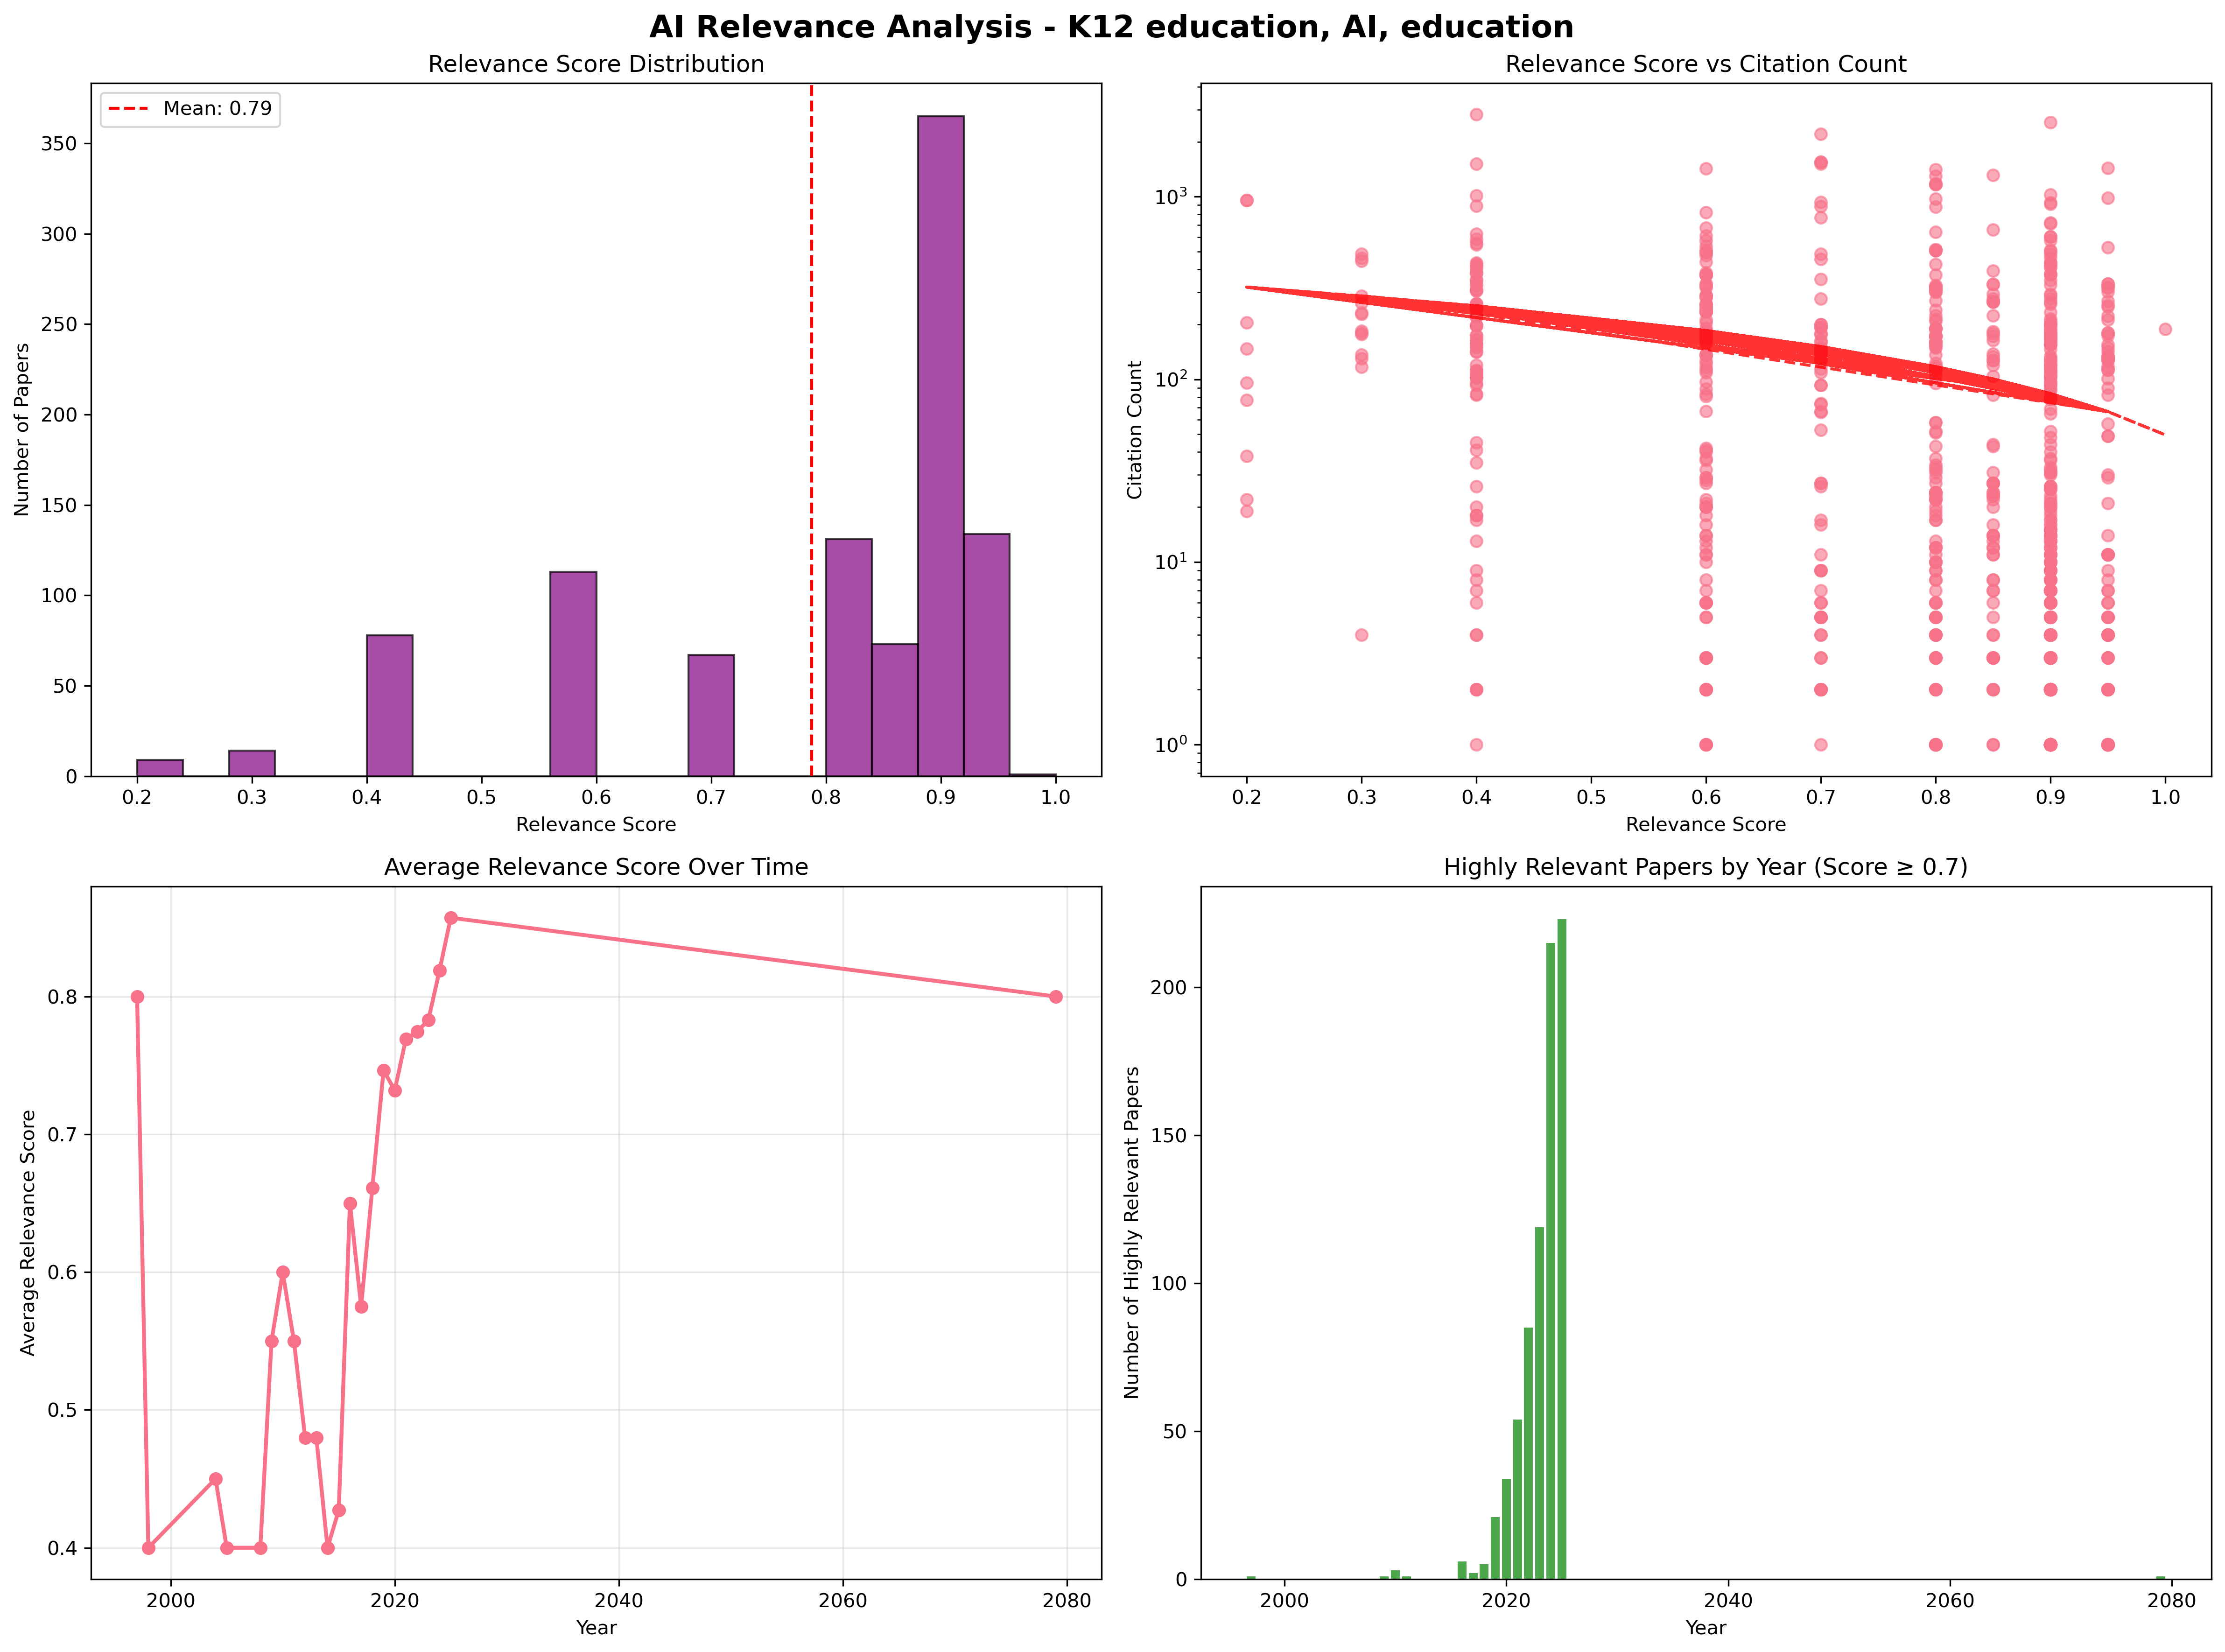 AI Relevance Analysis - K12 education, AI, education
Relevance Score Distribution
Mean: 0.79
Number of Papers
350
300
250
200
150
100
50
0
0.2 0.3 0.4 0.5 0.6 0.7 0.8 0.9 1.0
Relevance Score
Relevance Score vs Citation Count
Citation Count
10³
10²
10¹
10⁰
0.2 0.3 0.4 0.5 0.6 0.7 0.8 0.9 1.0
Relevance Score
Average Relevance Score Over Time
Average Relevance Score
0.8
0.7
0.6
0.5
0.4
2000 2020 2040 2060 2080
Year
Highly Relevant Papers by Year (Score ≥ 0.7)
Number of Highly Relevant Papers
200
150
100
50
0
2000 2020 2040 2060 2080
Year